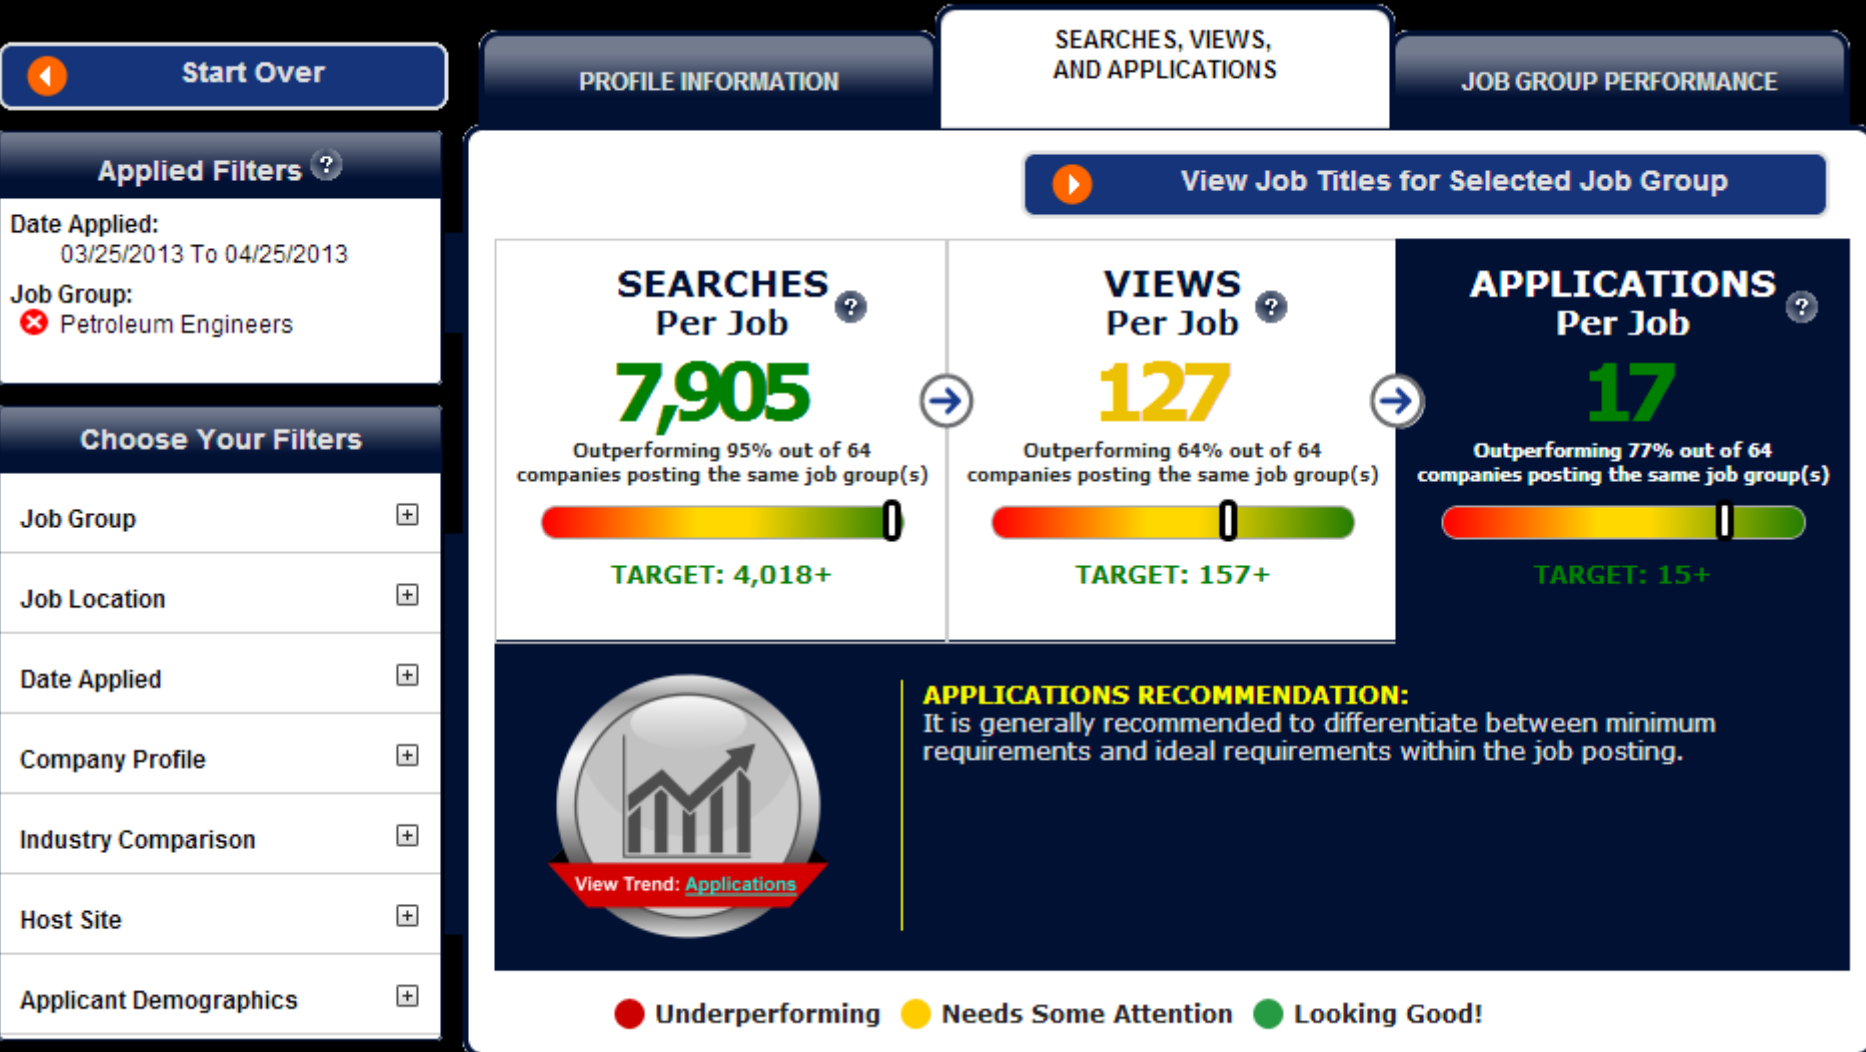 Start Over
PROFILE INFORMATION
SEARCHES, VIEWS,
AND APPLICATIONS
JOB GROUP PERFORMANCE
Applied Filters ?
Date Applied:
03/25/2013 To 04/25/2013
Job Group:
Petroleum Engineers
Choose Your Filters
Job Group
Job Location
Date Applied
Company Profile
Industry Comparison
Host Site
Applicant Demographics
View Job Titles for Selected Job Group
SEARCHES ?
Per Job
7,905
Outperforming 95% out of 64
companies posting the same job group(s)
TARGET: 4,018+
VIEWS ?
Per Job
127
Outperforming 64% out of 64
companies posting the same job group(s)
TARGET: 157+
APPLICATIONS ?
Per Job
17
Outperforming 77% out of 64
companies posting the same job group(s)
TARGET: 15+
View Trend: Applications
APPLICATIONS RECOMMENDATION:
It is generally recommended to differentiate between minimum
requirements and ideal requirements within the job posting.
Underperforming
Needs Some Attention
Looking Good!